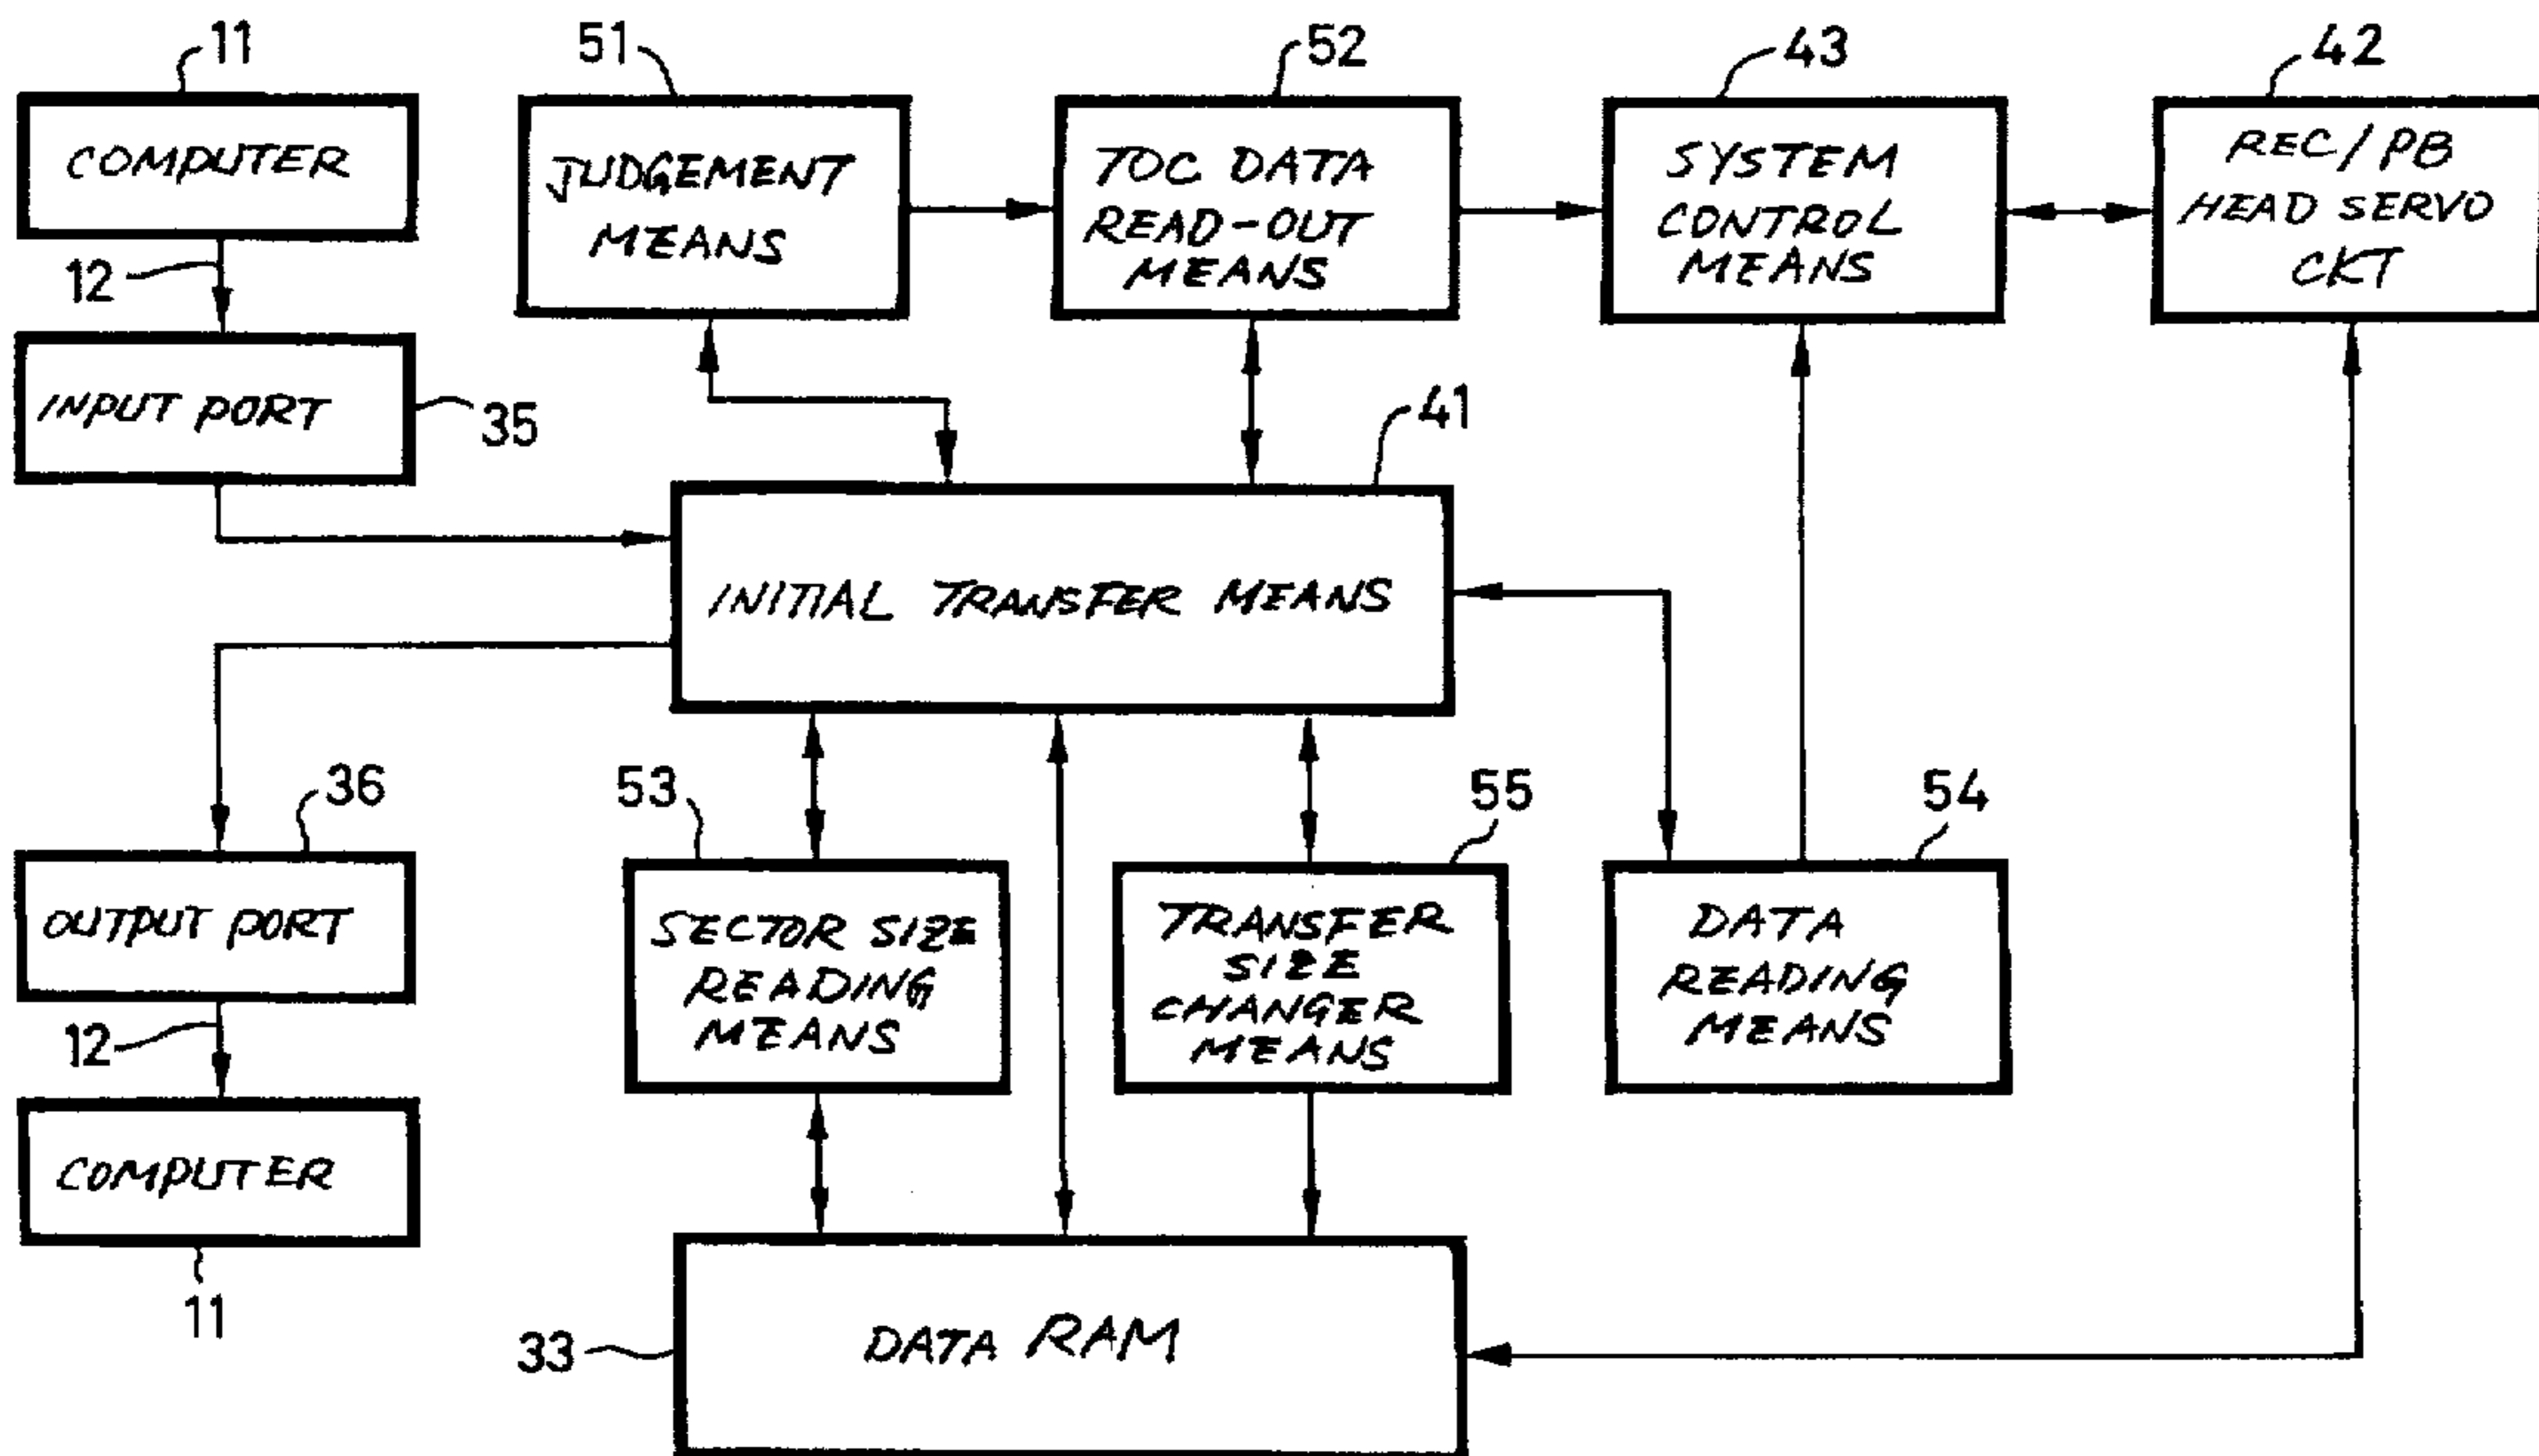 11
COMPUTER
12
INPUT PORT
35
51
JUDGEMENT
MEANS
52
TOC DATA
READ-OUT
MEANS
43
SYSTEM
CONTROL
MEANS
42
REC/PB
HEAD SERVO
CKT
41
INITIAL TRANSFER MEANS
36
OUTPUT PORT
12
COMPUTER
11
53
SECTOR SIZE
READING
MEANS
55
TRANSFER
SIZE
CHANGER
MEANS
54
DATA
READING
MEANS
33
DATA RAM